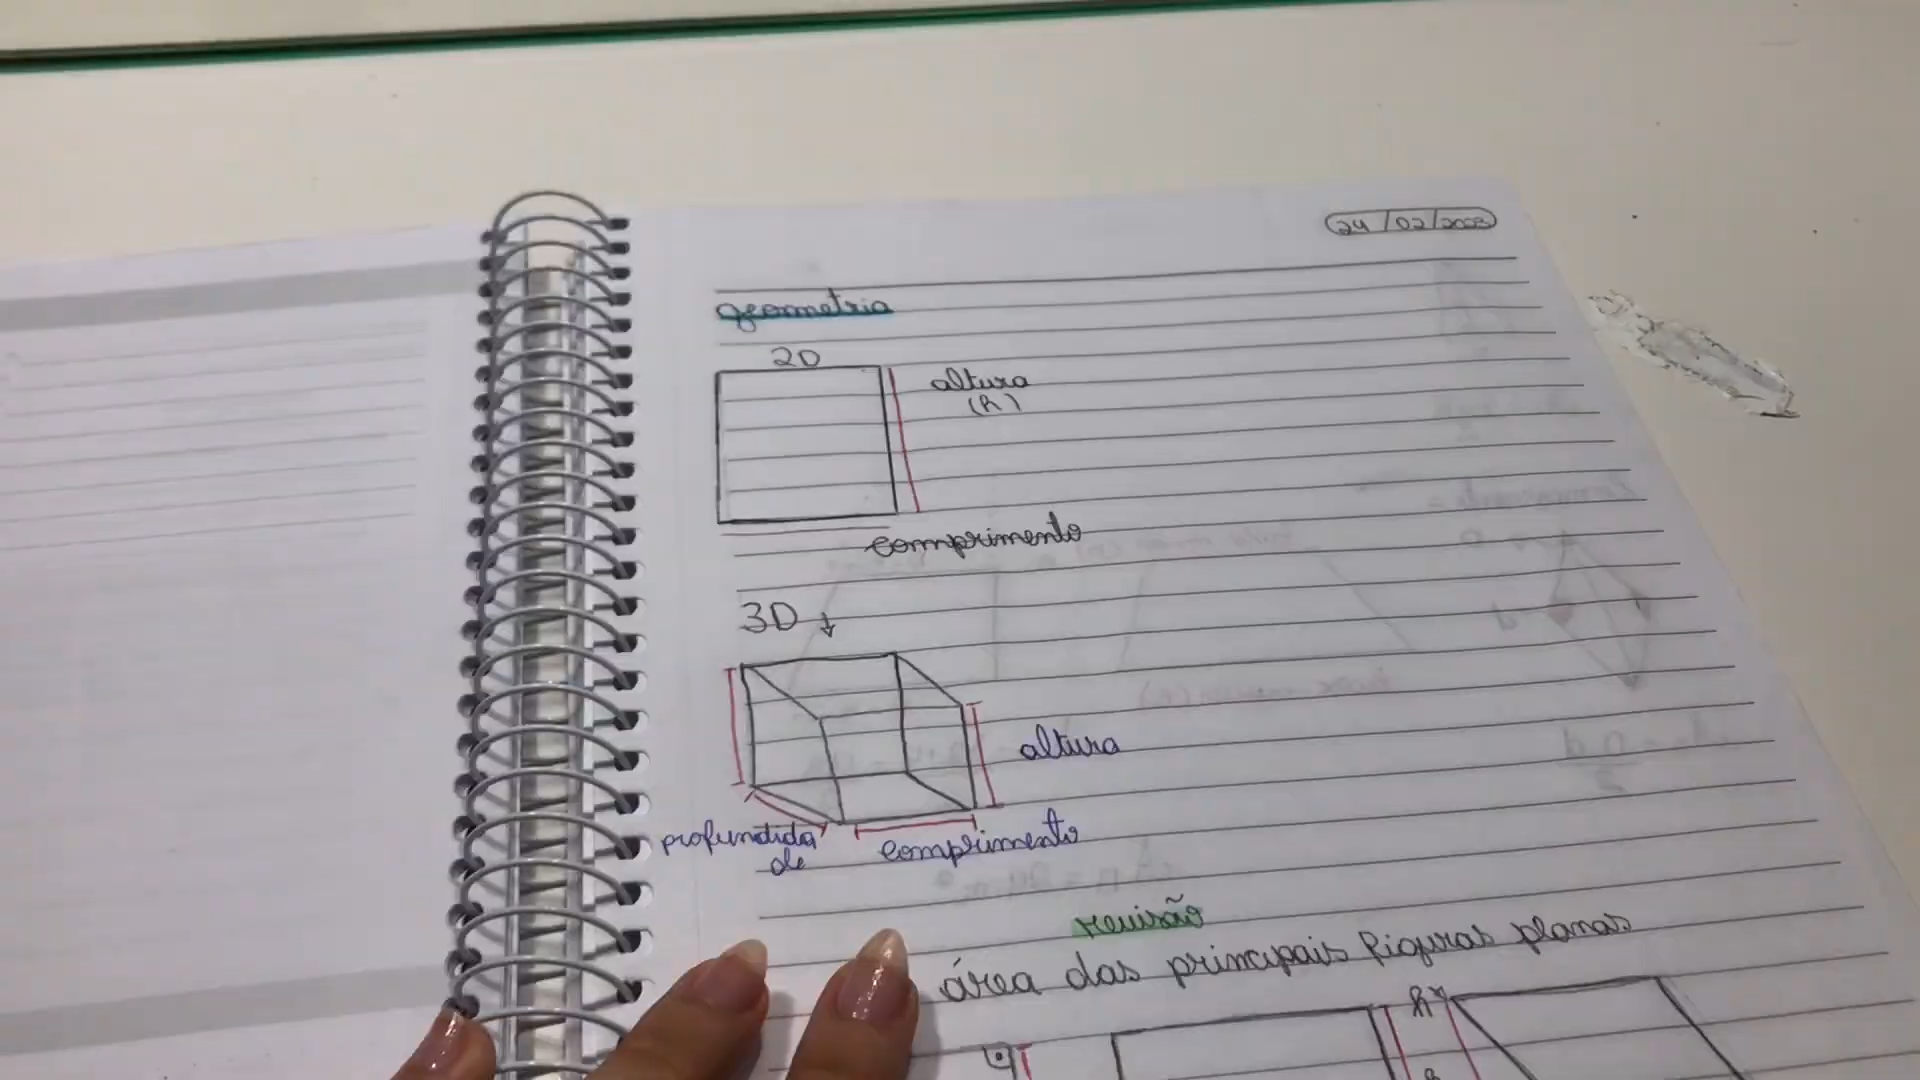 24/02/2023
geometria
2D
altura
(h)
comprimento
3D ↓
altura
profundida
de
comprimento
revisão
área das principais figuras planas
h